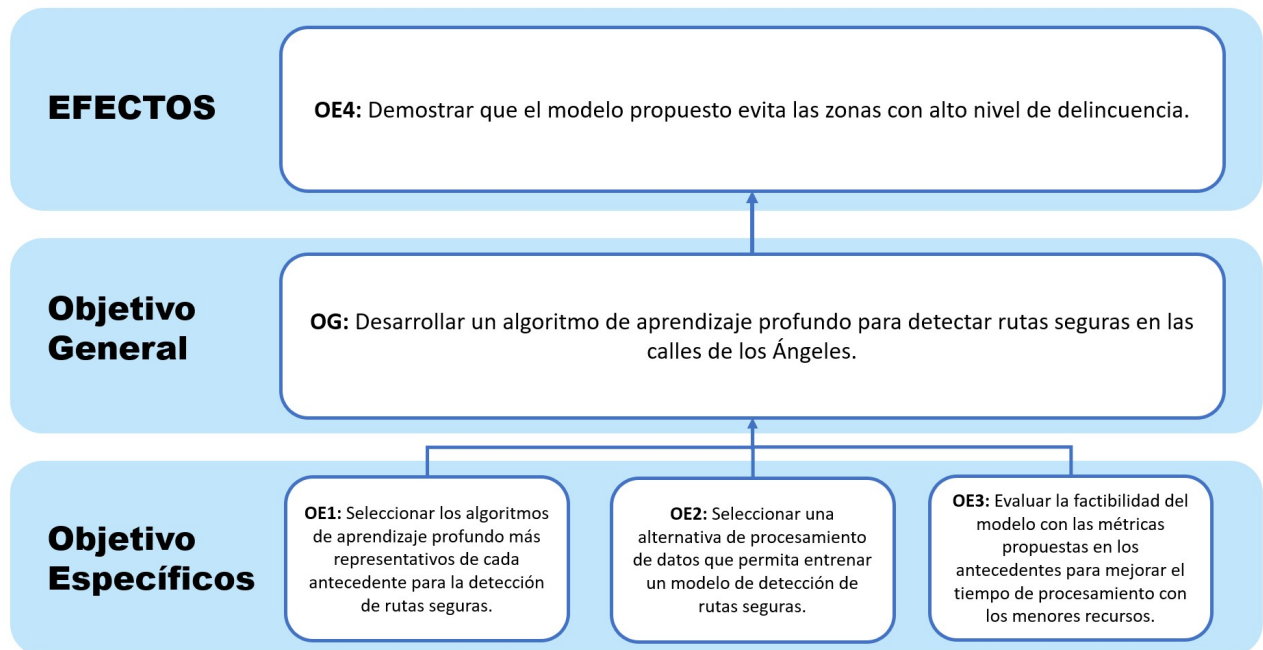 EFECTOS
OE4: Demostrar que el modelo propuesto evita las zonas con alto nivel de delincuencia.
Objetivo
General
OG: Desarrollar un algoritmo de aprendizaje profundo para detectar rutas seguras en las
calles de los Ángeles.
Objetivo
Específicos
OE1: Seleccionar los algoritmos
de aprendizaje profundo más
representativos de cada
antecedente para la detección
de rutas seguras.
OE2: Seleccionar una
alternativa de procesamiento
de datos que permita entrenar
un modelo de detección de
rutas seguras.
OE3: Evaluar la factibilidad del
modelo con las métricas
propuestas en los
antecedentes para mejorar el
tiempo de procesamiento con
los menores recursos.